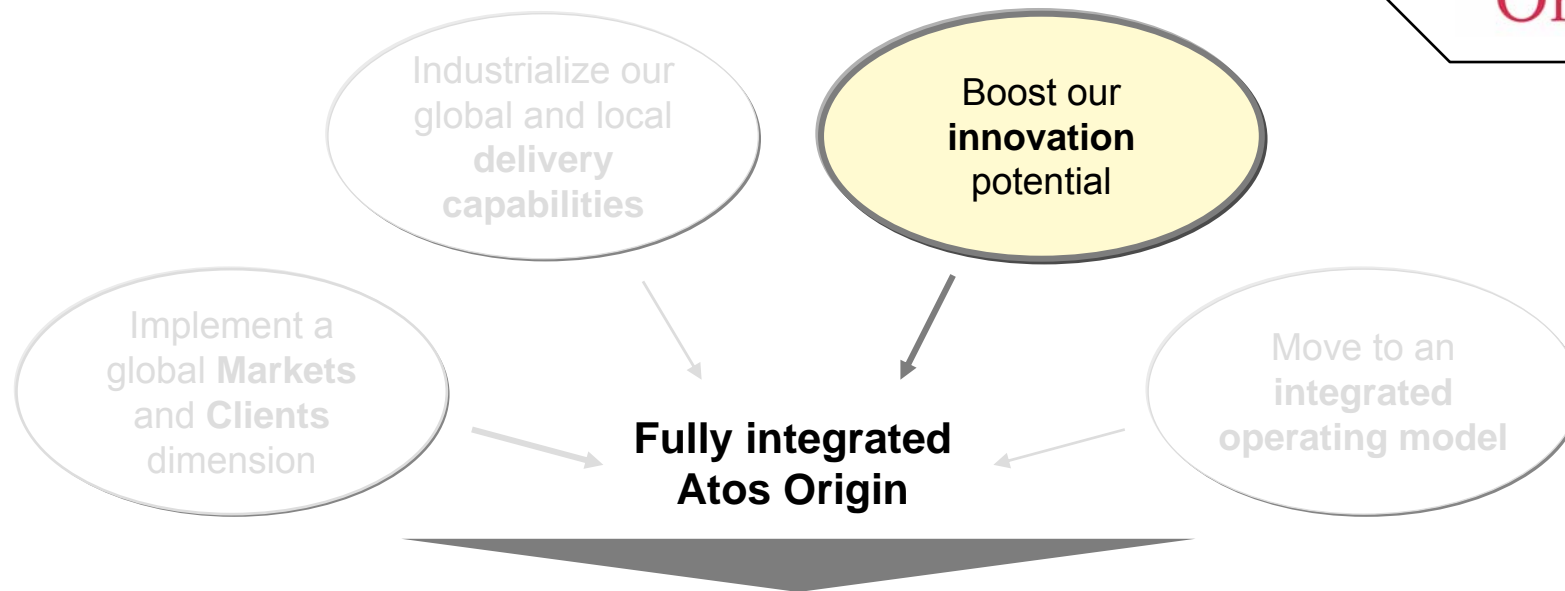 Industrialize our
global and local
delivery
capabilities
Boost our
innovation
potential
Implement a
global Markets
and Clients
dimension
Move to an
integrated
operating model
Fully integrated
Atos Origin